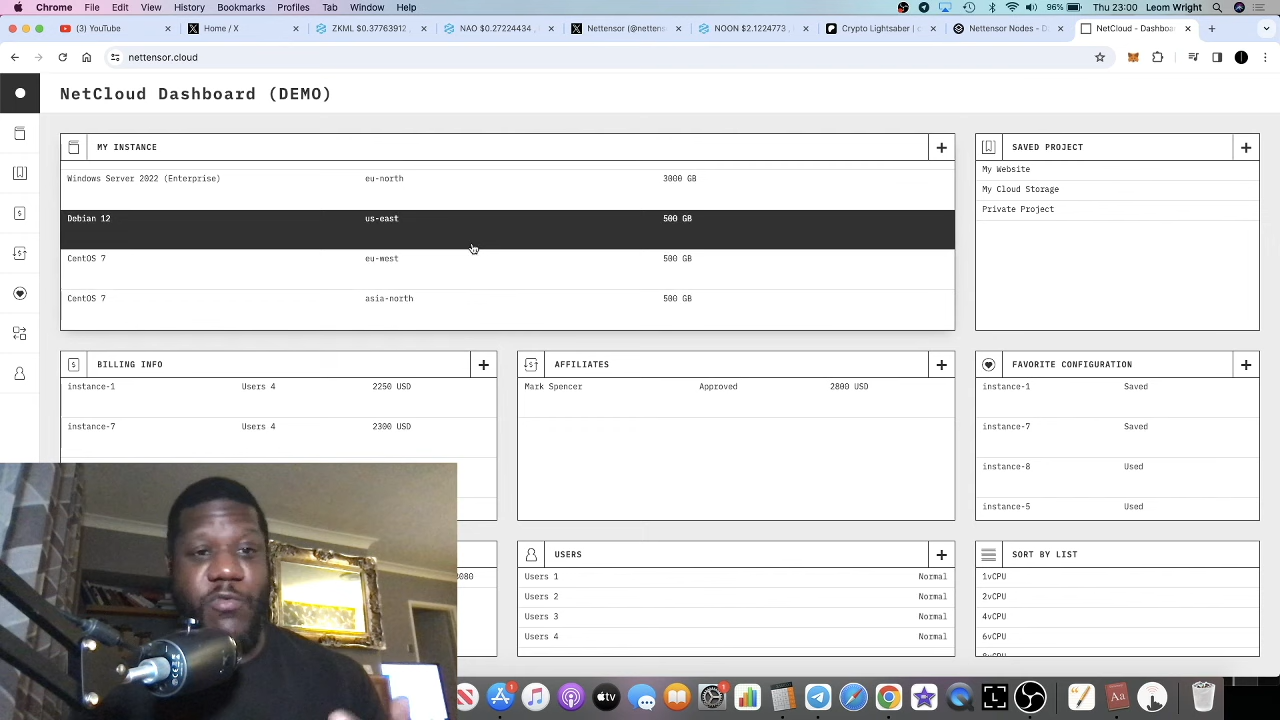 Chrome File Edit View History Bookmarks Profiles Tab Window Help 96% Thu 23:00 Leom Wright
(3) YouTube Home / X ZKML $0.37763912 NAO $0.27224434 Nettensor (@nettens NOON $2.1224773 Crypto Lightsaber | c Nettensor Nodes - D NetCloud - Dashboa
nettensor.cloud
NetCloud Dashboard (DEMO)
MY INSTANCE
Windows Server 2022 (Enterprise) eu-north 3000 GB
Debian 12 us-east 500 GB
CentOS 7 eu-west 500 GB
CentOS 7 asia-north 500 GB
SAVED PROJECT
My Website
My Cloud Storage
Private Project
BILLING INFO
instance-1 Users 4 2250 USD
instance-7 Users 4 2300 USD
AFFILIATES
Mark Spencer Approved 2800 USD
FAVORITE CONFIGURATION
instance-1 Saved
instance-7 Saved
instance-8 Used
instance-5 Used
USERS
Users 1 Normal
Users 2 Normal
Users 3 Normal
Users 4 Normal
SORT BY LIST
1vCPU
2vCPU
4vCPU
6vCPU